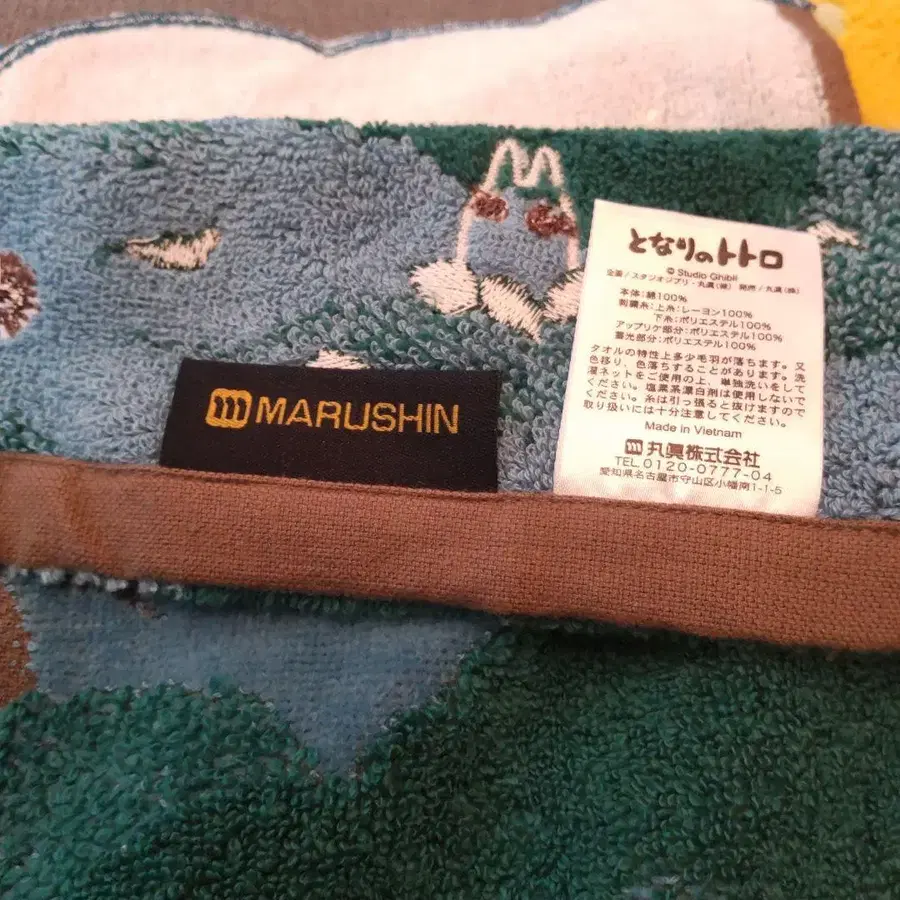 MARUSHIN
となりのトトロ
© Studio Ghibli
企画/スタジオジブリ・丸眞(株) 発売/丸眞(株)
本体:綿100%
刺繍糸:上糸:レーヨン100%
下糸:ポリエステル100%
アップリケ部分:ポリエステル100%
蓄光部分:ポリエステル100%
タオルの特性上多少毛羽が落ちます。又
色移り、色落ちすることがあります。洗
濯ネットをご使用の上、単独洗いをして
ください。塩素系漂白剤は使用しないで
ください。糸は引っ張ると抜けますので
取り扱いには十分注意してください。
Made in Vietnam
丸眞株式会社
TEL.0120-0777-04
愛知県名古屋市守山区小幡南1-1-5